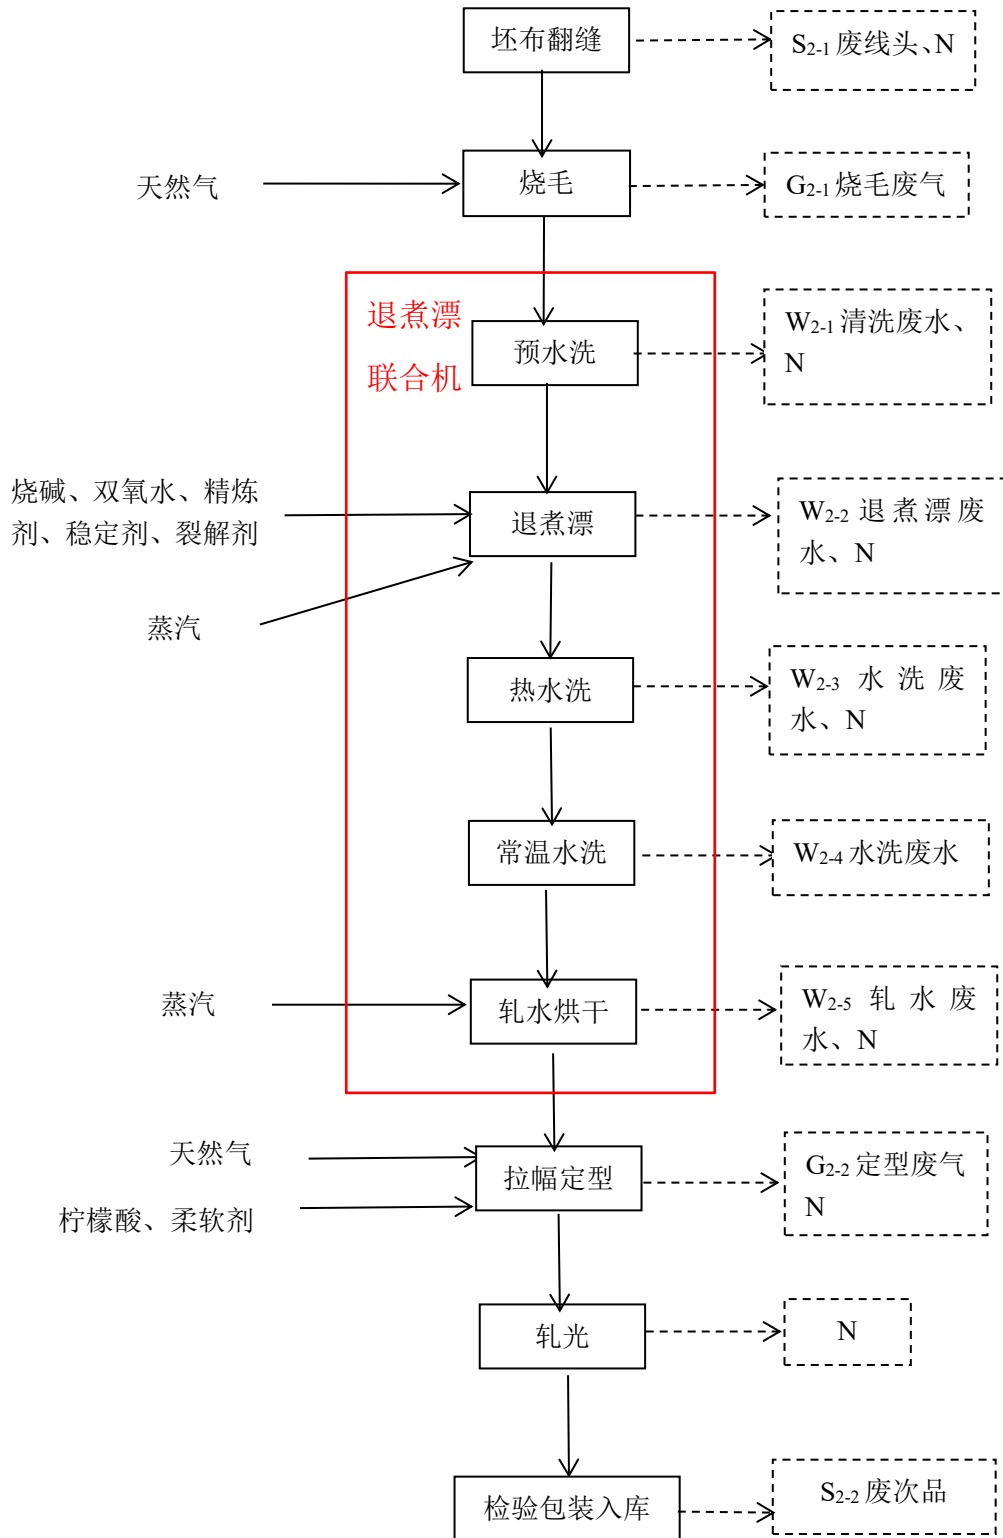 坯布翻缝
S2-1 废线头、N
天然气
烧毛
G2-1 烧毛废气
退煮漂
联合机
预水洗
W2-1 清洗废水、
N
烧碱、双氧水、精炼
剂、稳定剂、裂解剂
退煮漂
W2-2 退煮漂废
水、N
蒸汽
热水洗
W2-3 水洗废
水、N
常温水洗
W2-4 水洗废水
蒸汽
轧水烘干
W2-5 轧水废
水、N
天然气
柠檬酸、柔软剂
拉幅定型
G2-2 定型废气
N
轧光
N
检验包装入库
S2-2 废次品